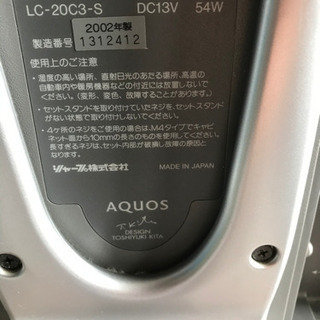 LC-20C3-S DC13V 54W
2002年製
製造番号 1312412
使用上のご注意
・温度の高い場所、直射日光のあたる場所、高温の
自動車内や暖房機器などの付近には放置しないで
ください。(変形、変色、故障することがあります。)
・セットスタンドを取り付けていたネジを、セットスタンド
がない状態で取り付けないでください。
・4ヶ所のネジをご使用の場合は、M4タイプでキャビ
ネット面から10mmの長さのものを使用ください。
長すぎるネジは、セット内部が破損し故障の原因と
なります。
シャープ株式会社 MADE IN JAPAN
AQUOS
DESIGN
TOSHIYUKI KITA